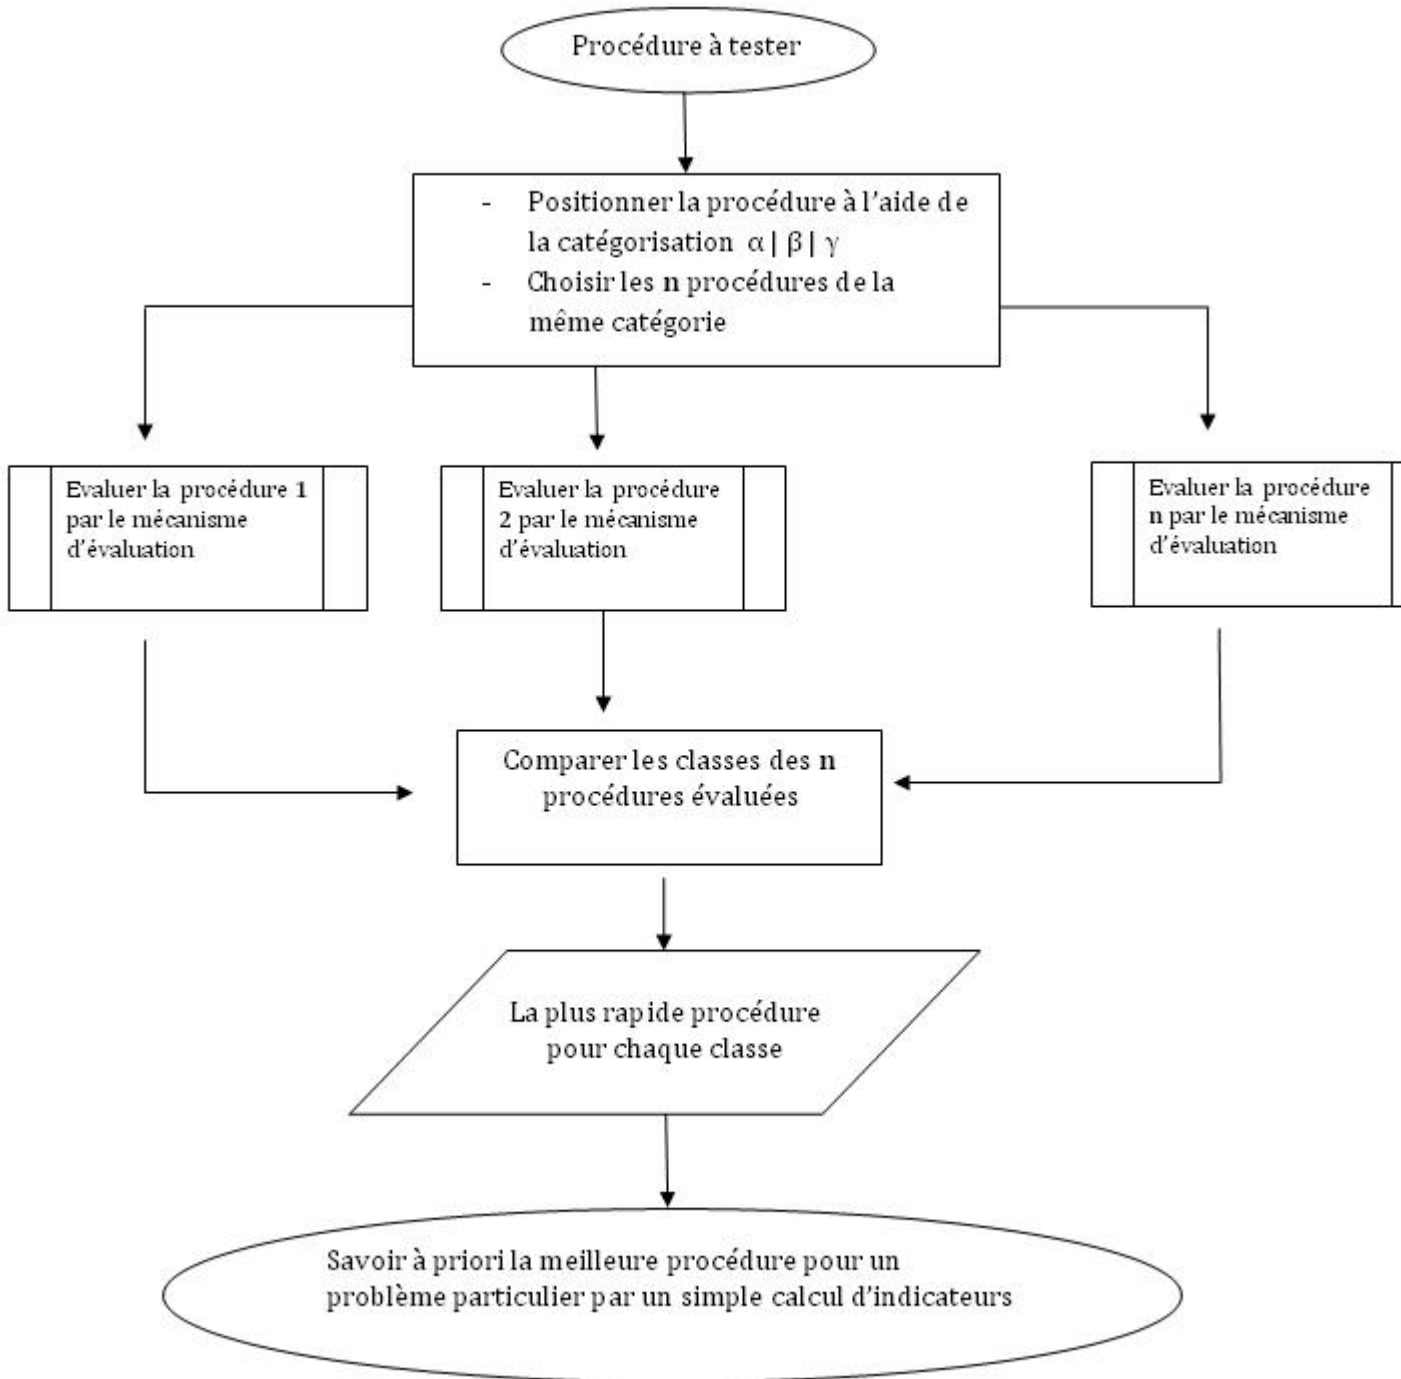 Procédure à tester
- Positionner la procédure à l’aide de
la catégorisation α| β| γ
- Choisir les n procédures de la
même catégorie
Evaluer la procédure 1
par le mécanisme
d’évaluation
Evaluer la procédure
2 par le mécanisme
d’évaluation
Evaluer la procédure
n par le mécanisme
d’évaluation
Comparer les classes des n
procédures évaluées
La plus rapide procédure
pour chaque classe
Savoir à priori la meilleure procédure pour un
problème particulier par un simple calcul d’indicateurs